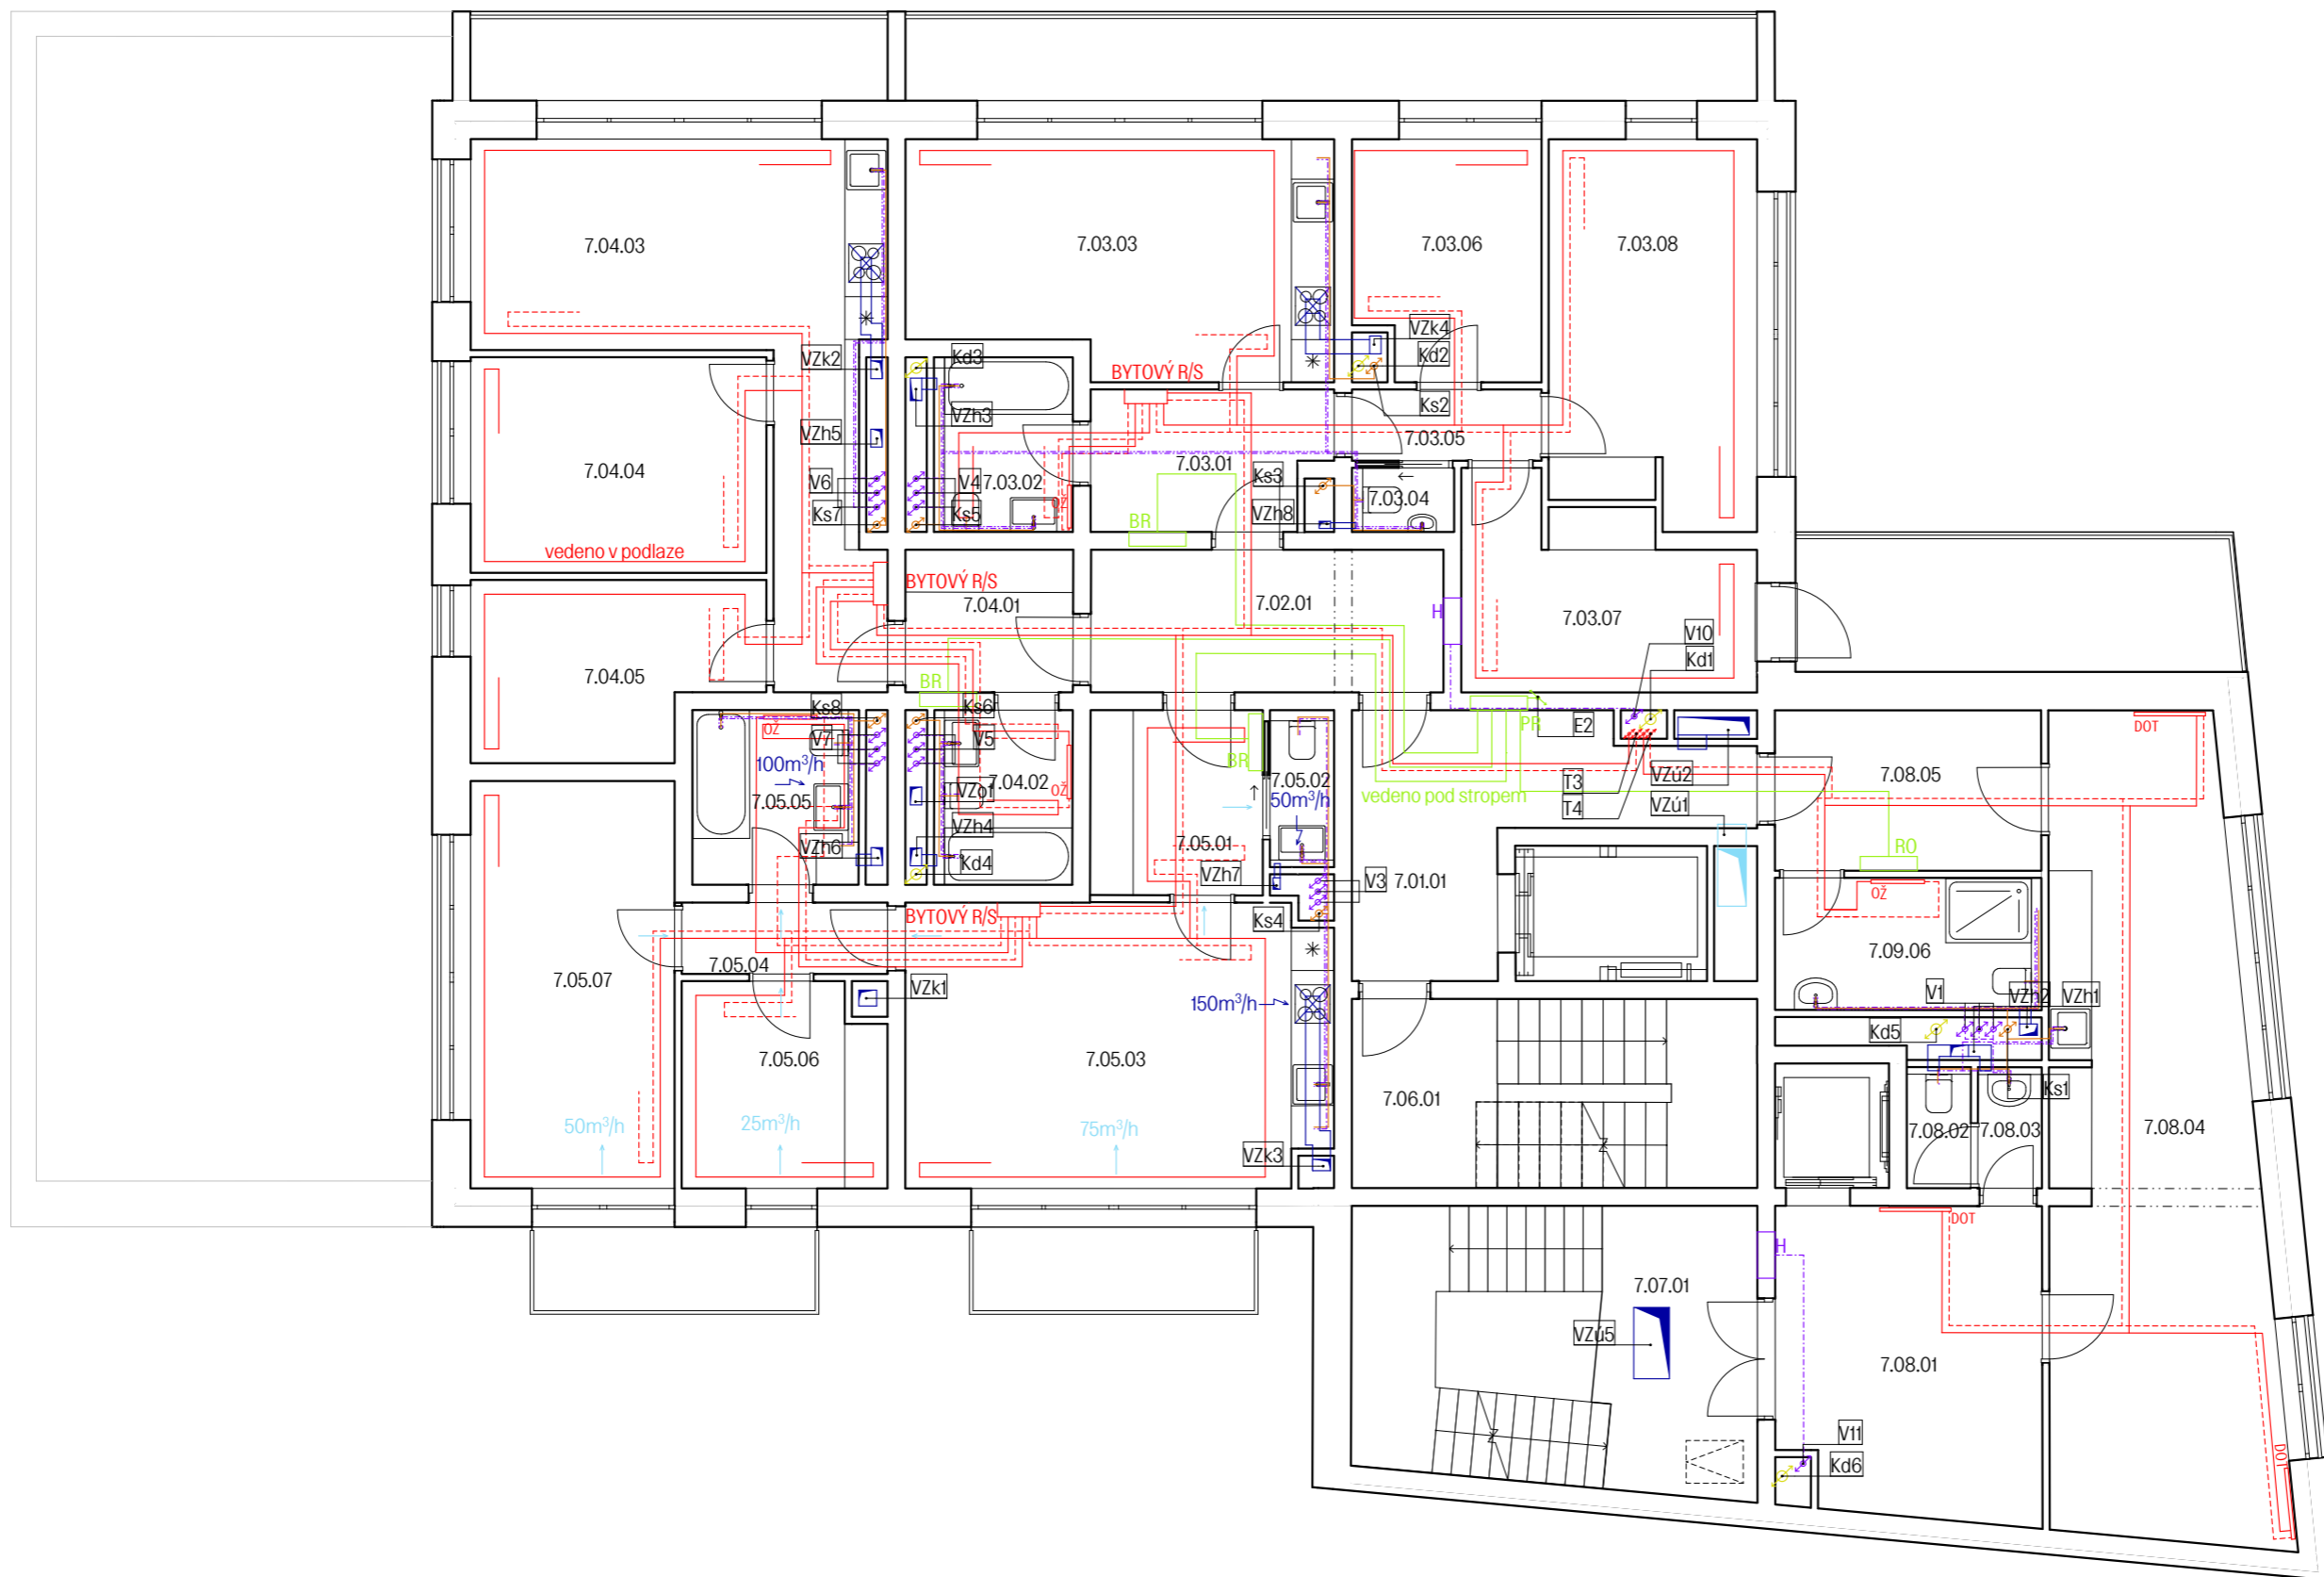 7.04.03
7.03.03
7.03.06
7.03.08
VZk4
VZk2
Kd3
BYTOVÝ R/S
Kd2
VZh3
Ks2
VZh5
7.03.05
7.04.04
7.03.01
Ks3
V6
V4
7.03.02
7.03.04
Ks7
Ks5
OŽ
VZh8
BR
vedeno v podlaze
BYTOVÝ R/S
7.04.01
7.02.01
H
7.03.07
V10
Kd1
7.04.05
BR
Ks8
Ks6
PR
E2
DOT
OŽ
V7
V5
100m³/h
BR
7.05.02
7.08.05
7.04.02
VZo1
OŽ
T3
VZú2
7.05.05
50m³/h
vedeno pod stropem
T4
VZú1
VZh4
7.05.01
VZh6
Kd4
RO
VZh7
V3
7.01.01
OŽ
BYTOVÝ R/S
Ks4
7.05.04
7.05.07
7.09.06
VZk1
150m³/h
V1
VZh2
VZh1
Kd5
7.05.06
7.05.03
7.06.01
Ks1
50m³/h
25m³/h
75m³/h
7.08.02
7.08.03
7.08.04
VZk3
DOT
H
7.07.01
VZú5
7.08.01
V11
Kd6
DOT